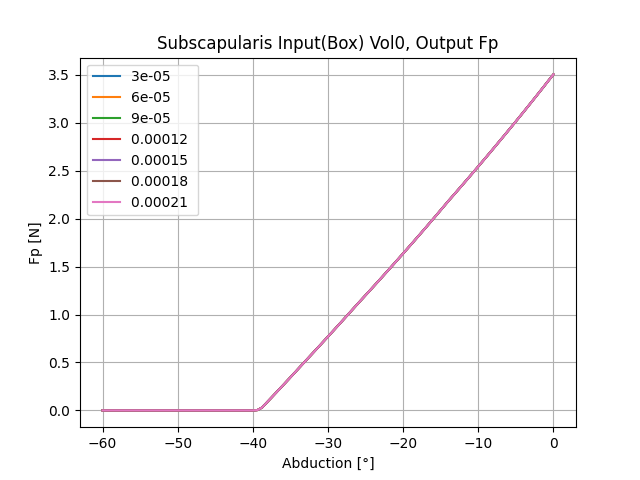 Subscapularis Input(Box) Vol0, Output Fp
3e-05
6e-05
9e-05
0.00012
0.00015
0.00018
0.00021
3.5
3.0
2.5
2.0
1.5
1.0
0.5
0.0
Fp [N]
−60 −50 −40 −30 −20 −10 0
Abduction [°]